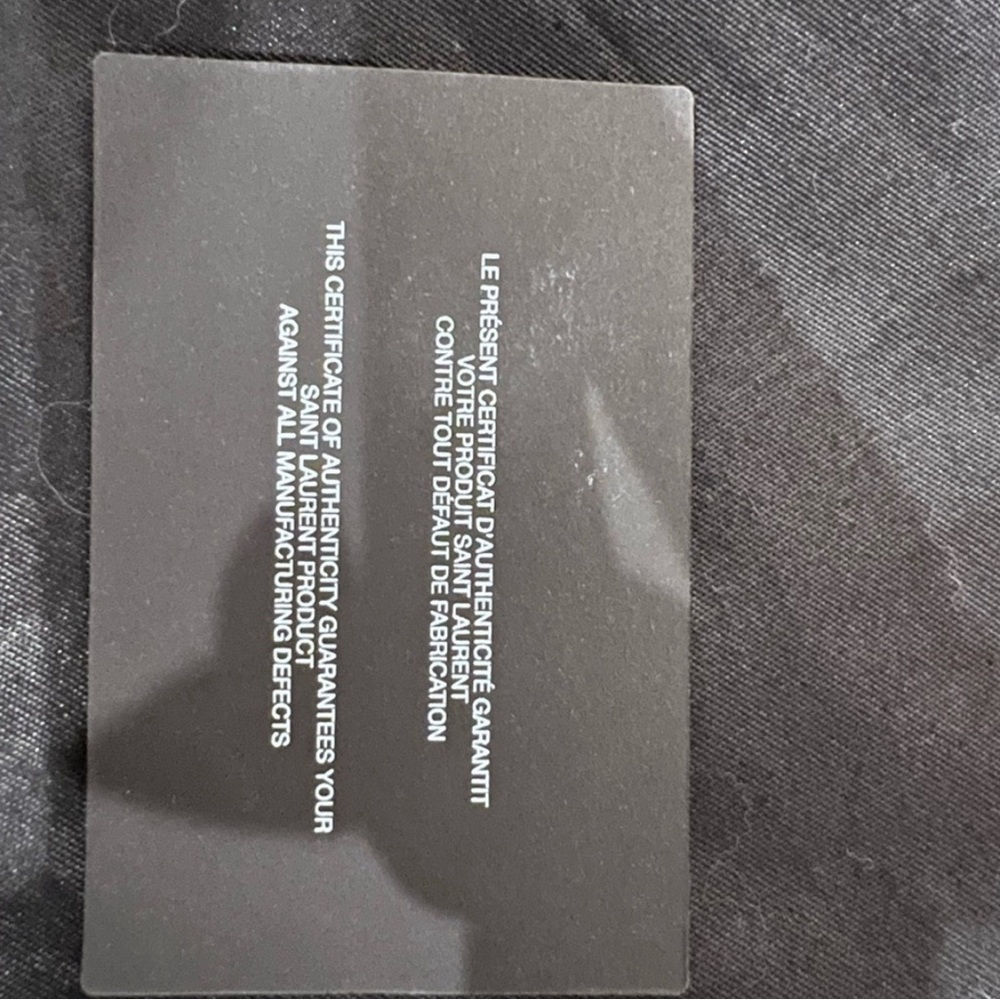 LE PRÉSENT CERTIFICAT D'AUTHENTICITÉ GARANTIT
VOTRE PRODUIT SAINT LAURENT
CONTRE TOUT DÉFAUT DE FABRICATION
THIS CERTIFICATE OF AUTHENTICITY GUARANTEES YOUR
SAINT LAURENT PRODUCT
AGAINST ALL MANUFACTURING DEFECTS